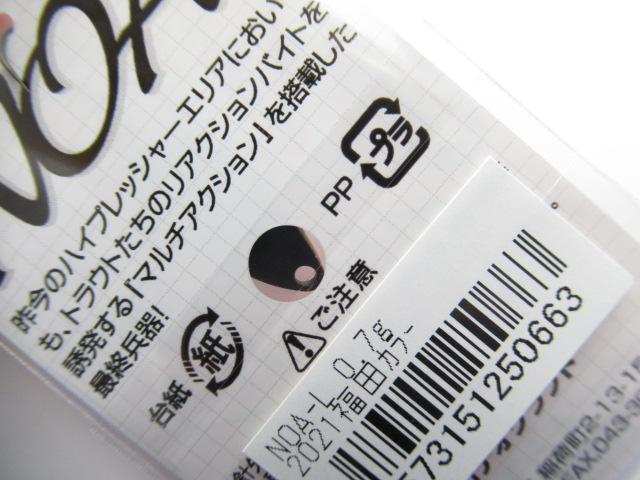 NOA
昨今のハイプレッシャーエリアにおい
も、トラウトたちのリアクションバイトを
誘発する「マルチアクション」を搭載した
最終兵器!
台紙
紙
プラ
PP
ご注意
NOA-L 0.7gr
2021福田カラー
573151250663